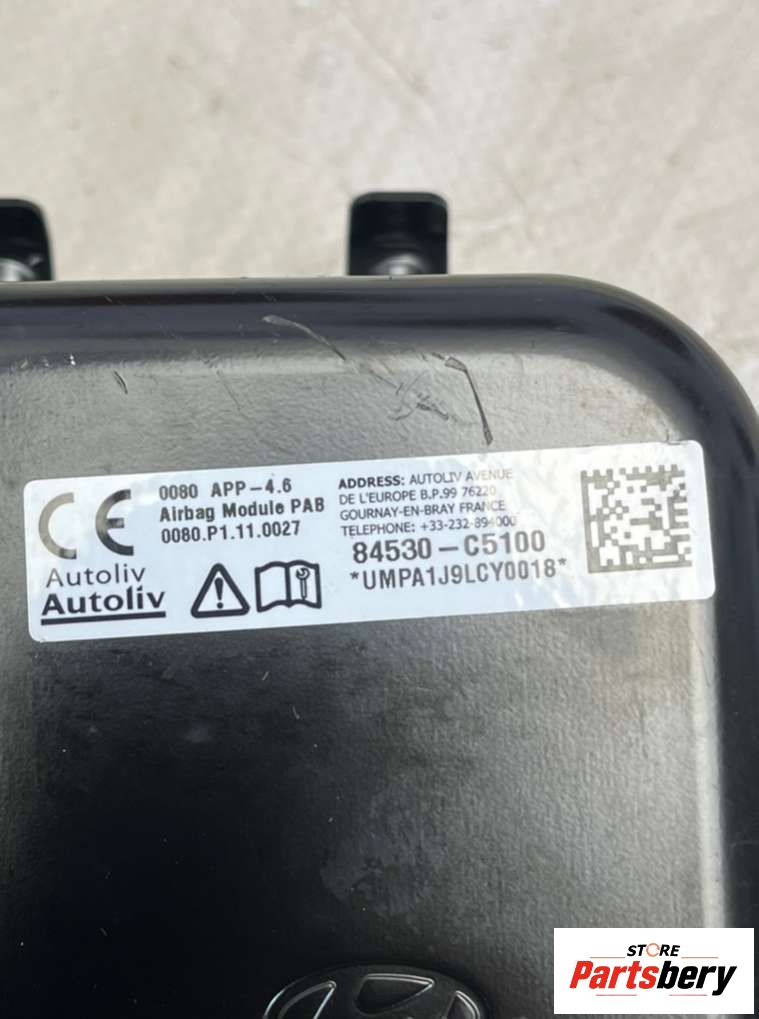 0080 APP-4.6
Airbag Module PAB
0080.P1.11.0027
CE
Autoliv
Autoliv
ADDRESS: AUTOLIV AVENUE
DE L'EUROPE B.P.99 76220
GOURNAY-EN-BRAY FRANCE
TELEPHONE: +33-232-894000
84530-C5100
*UMPA1J9LCY0018*
STORE
Partsbery